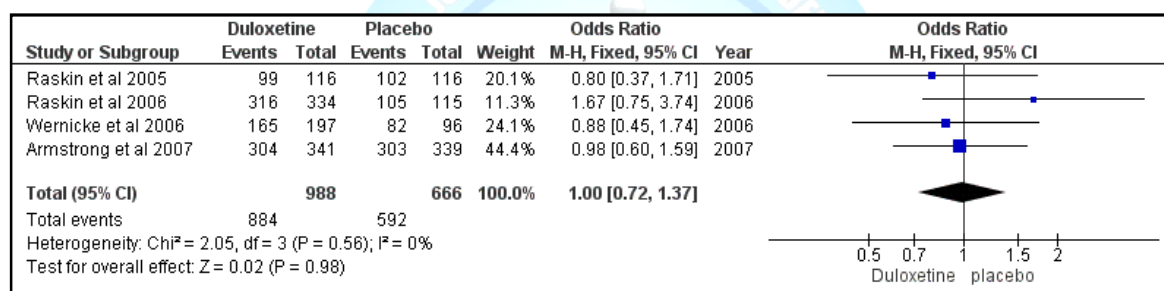 Duloxetine Placebo Odds Ratio Odds Ratio
Study or Subgroup Events Total Events Total Weight M-H, Fixed, 95% CI Year M-H, Fixed, 95% CI
Raskin et al 2005 99 116 102 116 20.1% 0.80 [0.37, 1.71] 2005
Raskin et al 2006 316 334 105 115 11.3% 1.67 [0.75, 3.74] 2006
Wernicke et al 2006 165 197 82 96 24.1% 0.88 [0.45, 1.74] 2006
Armstrong et al 2007 304 341 303 339 44.4% 0.98 [0.60, 1.59] 2007
Total (95% CI) 988 666 100.0% 1.00 [0.72, 1.37]
Total events 884 592
Heterogeneity: Chi² = 2.05, df = 3 (P = 0.56); I² = 0%
Test for overall effect: Z = 0.02 (P = 0.98)
0.5 0.7 1 1.5 2
Duloxetine placebo